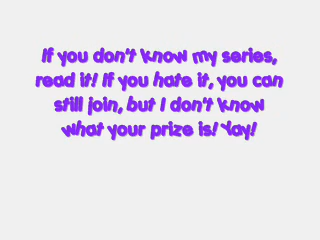 If you don't know my series,
read it! If you hate it, you can
still join, but I don't know
what your prize is! Yay!